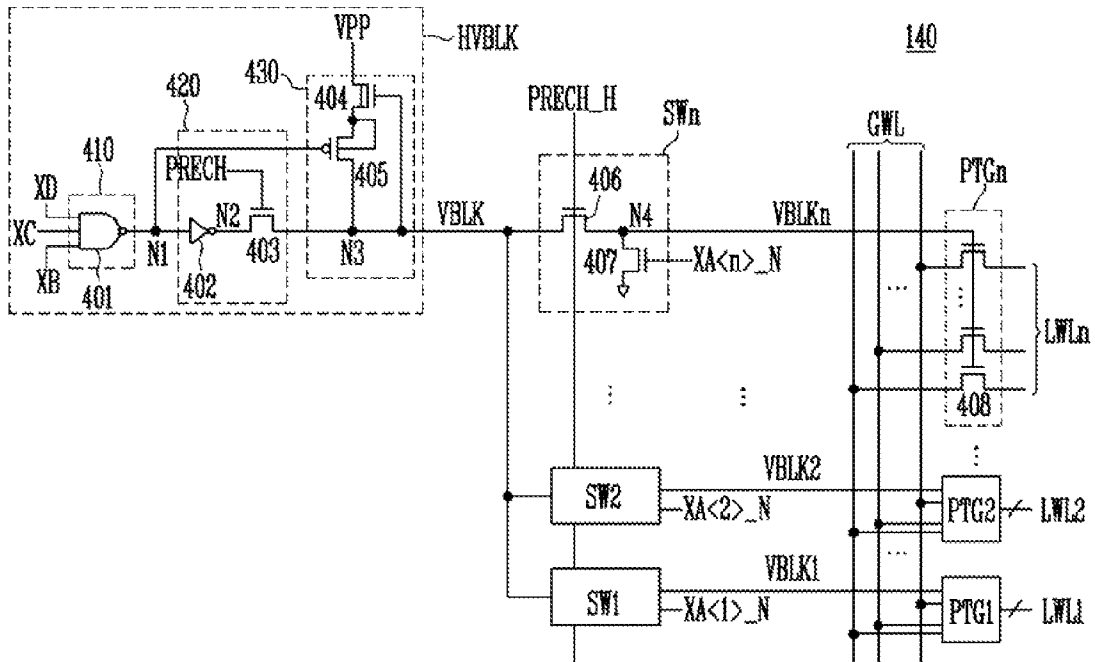 VPP
HVBLK
140
430
420
404
PRECH_H
SWn
GWL
410
PRECH
405
406
PTGn
XD
VBLK
N4
VBLKn
XC
N1
N2
403
N3
407
XA<n>_N
XB
401
402
...
LWLn
408
VBLK2
SW2
XA<2>_N
PTG2
LWL2
...
VBLK1
SW1
XA<1>_N
PTG1
LWL1